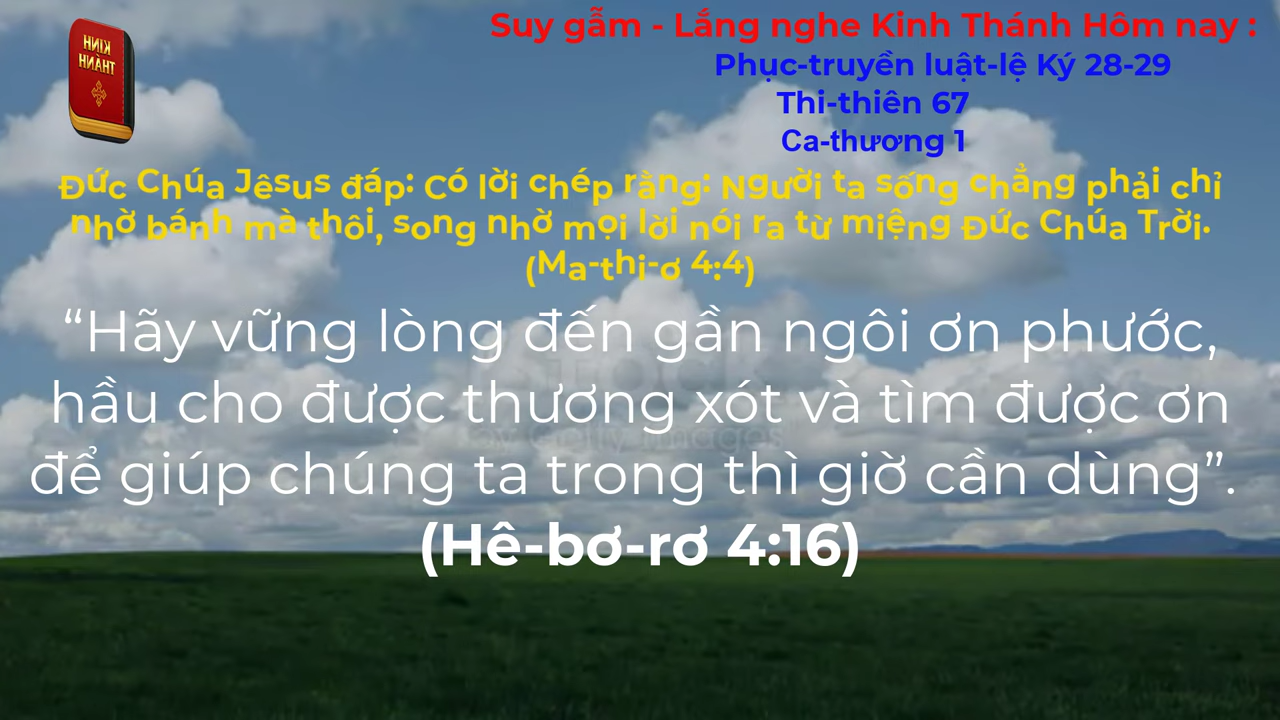 KINH
THÁNH
Suy gẫm - Lắng nghe Kinh Thánh Hôm nay :
Phục-truyền luật-lệ Ký 28-29
Thi-thiên 67
Ca-thương 1
Đức Chúa Jêsus đáp: Có lời chép rằng: Người ta sống chẳng phải chỉ
nhờ bánh mà thôi, song nhờ mọi lời nói ra từ miệng Đức Chúa Trời.
(Ma-thi-ơ 4:4)
“Hãy vững lòng đến gần ngôi ơn phước,
hầu cho được thương xót và tìm được ơn
để giúp chúng ta trong thì giờ cần dùng”.
(Hê-bơ-rơ 4:16)
iStock
by Getty Images